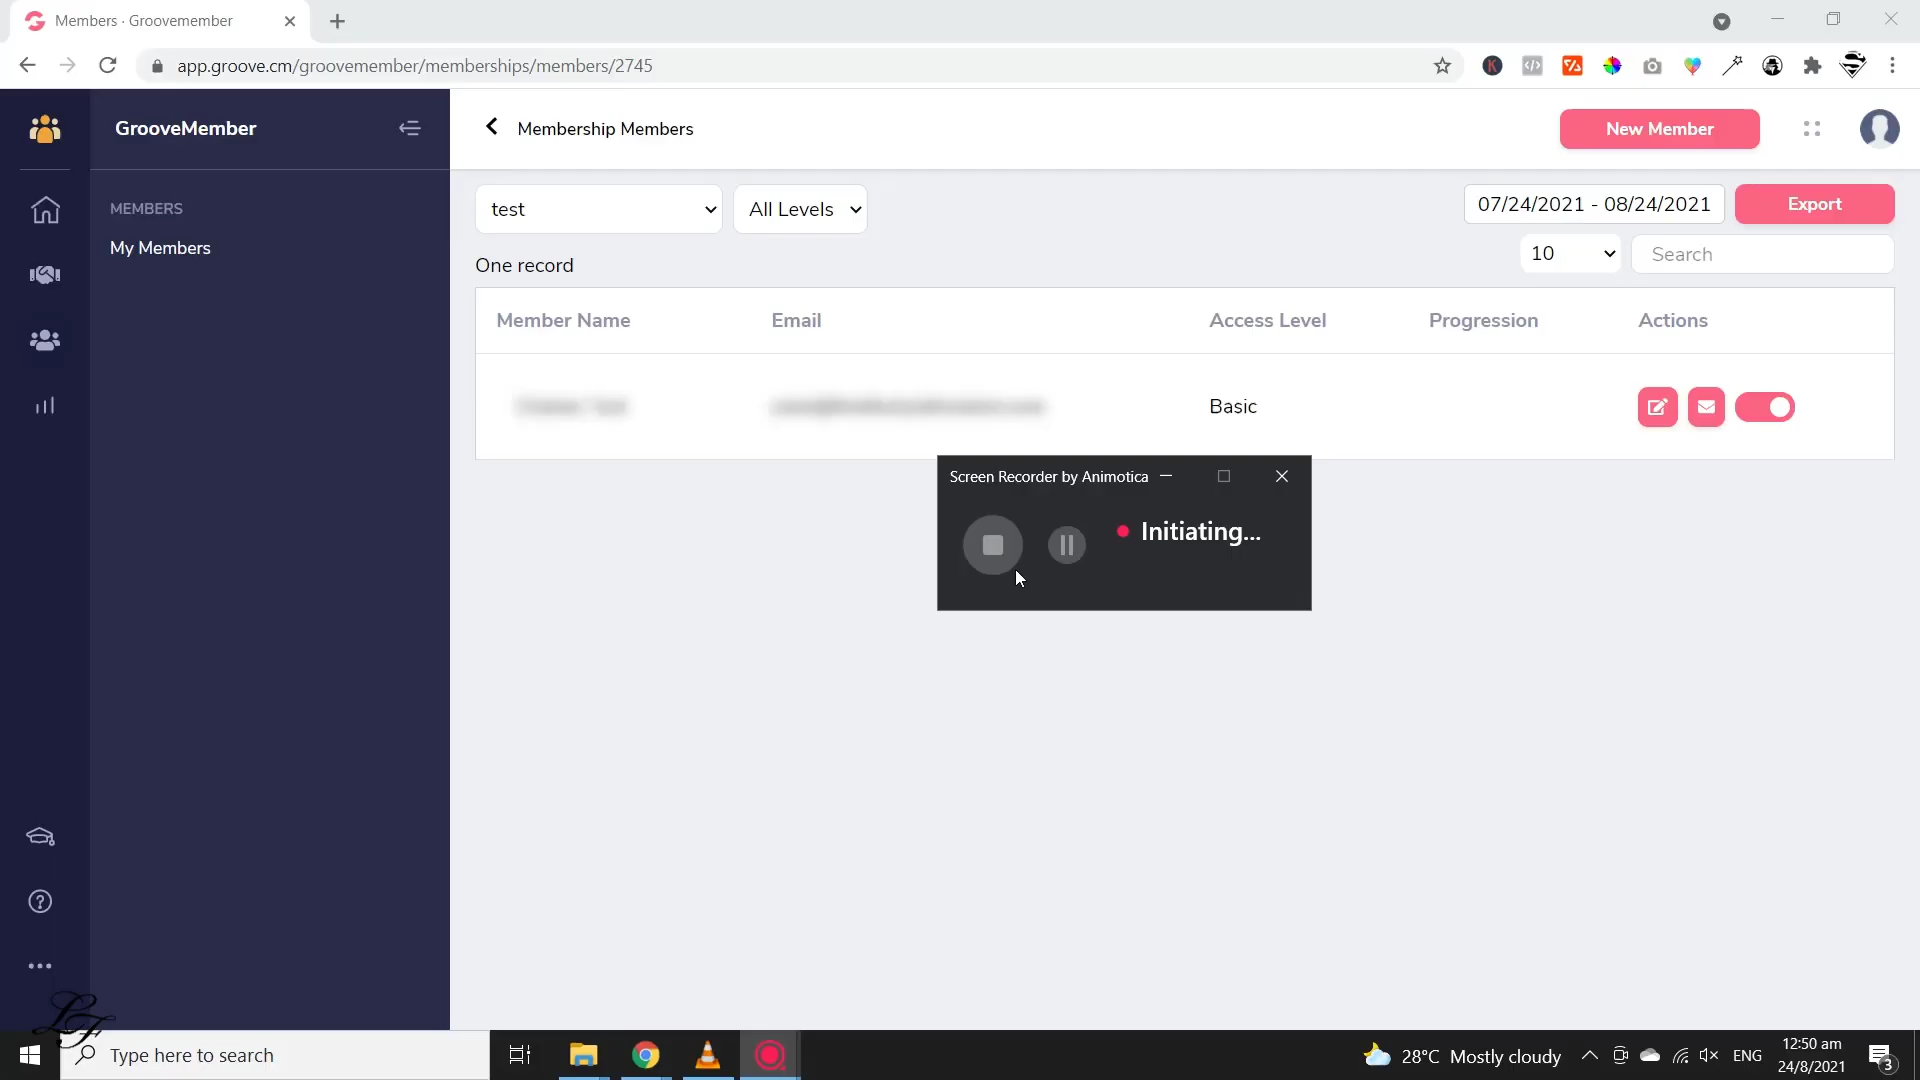 Members · Groovemember
app.groove.cm/groovemember/memberships/members/2745
GrooveMember
Membership Members
New Member
MEMBERS
My Members
test
All Levels
07/24/2021 - 08/24/2021
Export
10
Search
One record
Member Name Email Access Level Progression Actions
Basic
Screen Recorder by Animotica
Initiating...
LF
Type here to search
28°C Mostly cloudy
ENG
12:50 am
24/8/2021
3